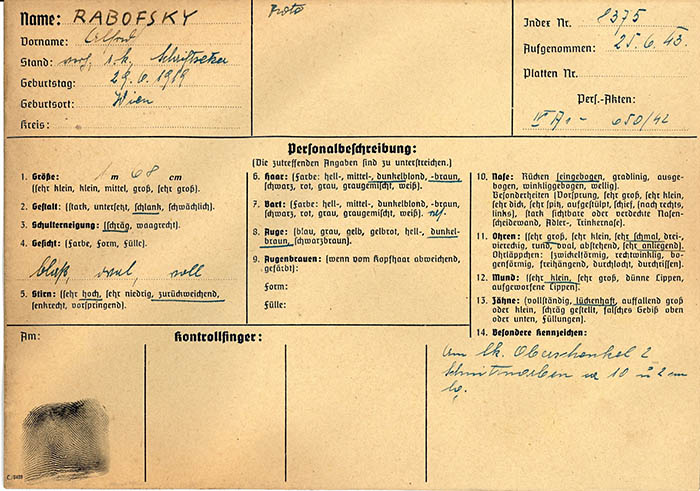 Name: RABOFSKY
Vorname: Alfred
Stand: Schriftsetzer
Geburtstag: 29.6.1919
Geburtsort: Wien
Kreis:
Foto
Index Nr. 8375
Aufgenommen: 25.6.43.
Platten Nr.
Pers.-Akten:
IV A1 - 650/42
Personalbeschreibung:
(Die zutreffenden Angaben sind zu unterstreichen.)
1. Größe: 1 m 68 cm
(sehr klein, klein, mittel, groß, sehr groß).
2. Gestalt: (stark, untersetzt, schlank, schwächlich).
3. Schulterneigung: (schräg, waagrecht).
4. Gesicht: (Farbe, Form, Fülle).
blaß, oval, voll
5. Stirn: (sehr hoch, sehr niedrig, zurückweichend,
senkrecht, vorspringend).
6. Haar: (Farbe: hell-, mittel-, dunkelblond, -braun,
schwarz, rot, grau, graugemischt, weiß).
7. Bart: (Farbe: hell-, mittel-, dunkelblond, -braun,
schwarz, rot, grau, graugemischt, weiß).
8. Auge: (blau, grau, gelb, gelbrot, hell-, dunkel-
braun, schwarzbraun).
9. Augenbrauen: (wenn vom Kopfhaar abweichend,
gefärbt):
Form:
Fülle:
10. Nase: Rücken (eingebogen, gradlinig, ausge-
bogen, winkliggebogen, wellig).
Besonderheiten (Vorsprung, sehr groß, sehr klein,
sehr dick, sehr spitz, aufgestülpt, schief, [nach rechts,
links], stark sichtbare oder verdeckte Nasen-
scheidewand, Adler-, Trinkernase).
11. Ohren: (sehr groß, sehr klein, sehr schmal, drei-,
viereckig, rund, oval, abstehend, sehr anliegend).
Ohrläppchen: (zwickelförmig, rechtwinklig, bo-
genförmig, freihängend, durchlocht, durchrissen).
12. Mund: (sehr klein, sehr groß, dünne Lippen,
aufgeworfene Lippen).
13. Zähne: (vollständig, lückenhaft, auffallend groß
oder klein, schräg gestellt, falsches Gebiß oben
oder unten, Füllungen).
14. Besondere Kennzeichen:
Am lk. Oberschenkel 2
Schnittnarben 10 u 2 cm
lg.
Am:
Kontrollfinger: